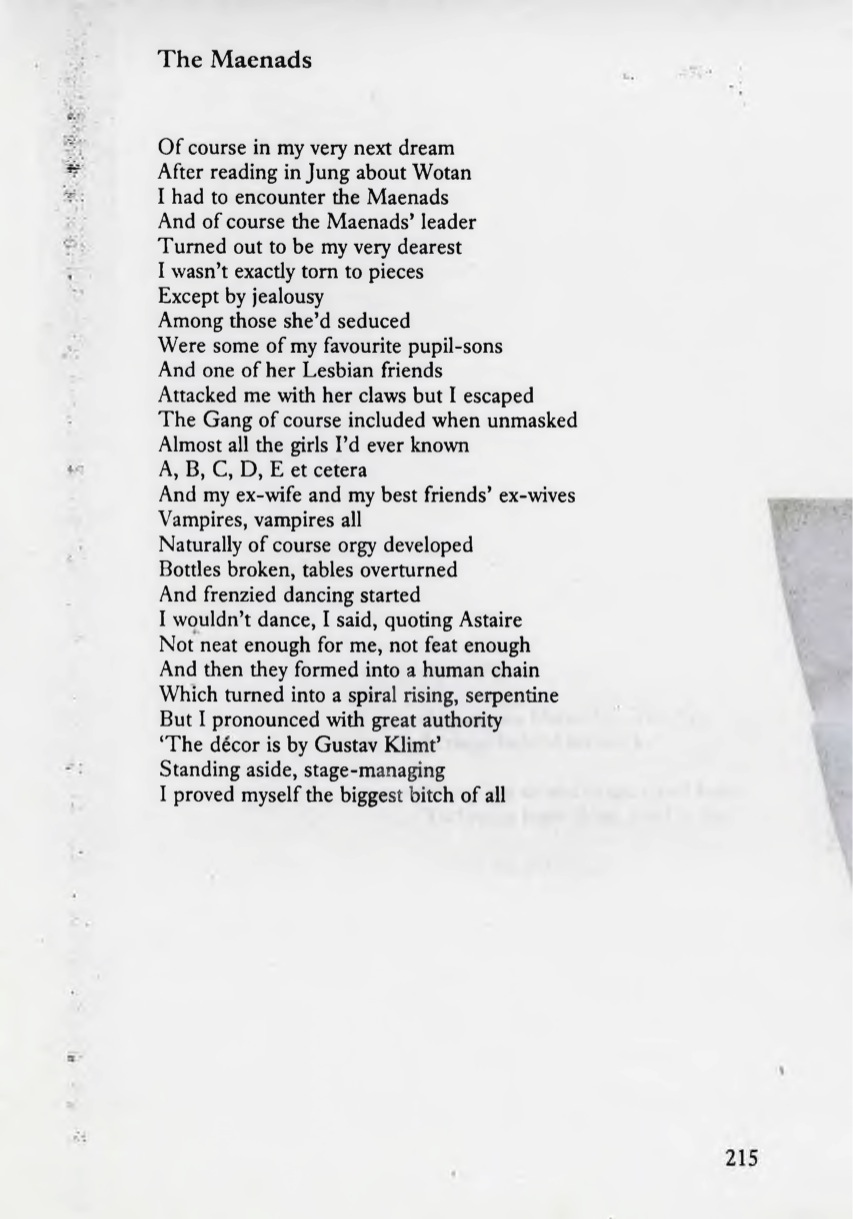 The Maenads
Of course in my very next dream
After reading in Jung about Wotan
I had to encounter the Maenads
And of course the Maenads’ leader
Turned out to be my very dearest
I wasn’t exactly torn to pieces
Except by jealousy
Among those she’d seduced
Were some of my favourite pupil-sons
And one of her Lesbian friends
Attacked me with her claws but I escaped
The Gang of course included when unmasked
Almost all the girls I’d ever known
A, B, C, D, E et cetera
And my ex-wife and my best friends’ ex-wives
Vampires, vampires all
Naturally of course orgy developed
Bottles broken, tables overturned
And frenzied dancing started
I wouldn’t dance, I said, quoting Astaire
Not neat enough for me, not feat enough
And then they formed into a human chain
Which turned into a spiral rising, serpentine
But I pronounced with great authority
‘The décor is by Gustav Klimt’
Standing aside, stage-managing
I proved myself the biggest bitch of all
215